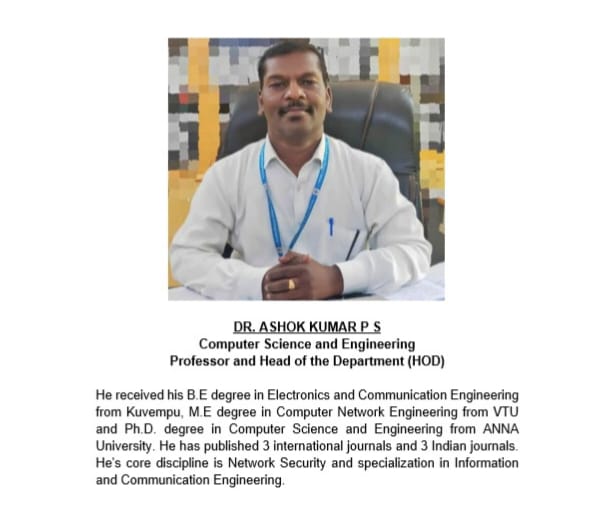 DR. ASHOK KUMAR P S
Computer Science and Engineering
Professor and Head of the Department (HOD)
He received his B.E degree in Electronics and Communication Engineering
from Kuvempu, M.E degree in Computer Network Engineering from VTU
and Ph.D. degree in Computer Science and Engineering from ANNA
University. He has published 3 international journals and 3 Indian journals.
He's core discipline is Network Security and specialization in Information
and Communication Engineering.